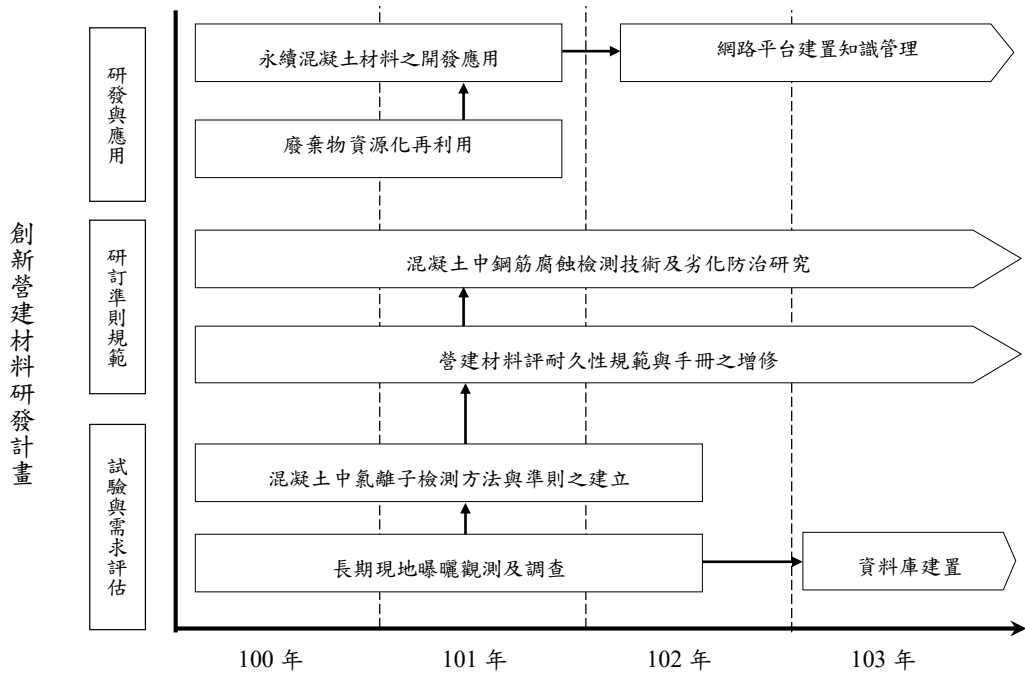 創新營建材料研發計畫
研發與應用
永續混凝土材料之開發應用
網路平台建置知識管理
廢棄物資源化再利用
研訂準則規範
混凝土中鋼筋腐蝕檢測技術及劣化防治研究
營建材料評耐久性規範與手冊之增修
試驗與需求評估
混凝土中氯離子檢測方法與準則之建立
長期現地曝曬觀測及調查
資料庫建置
100 年
101 年
102 年
103 年